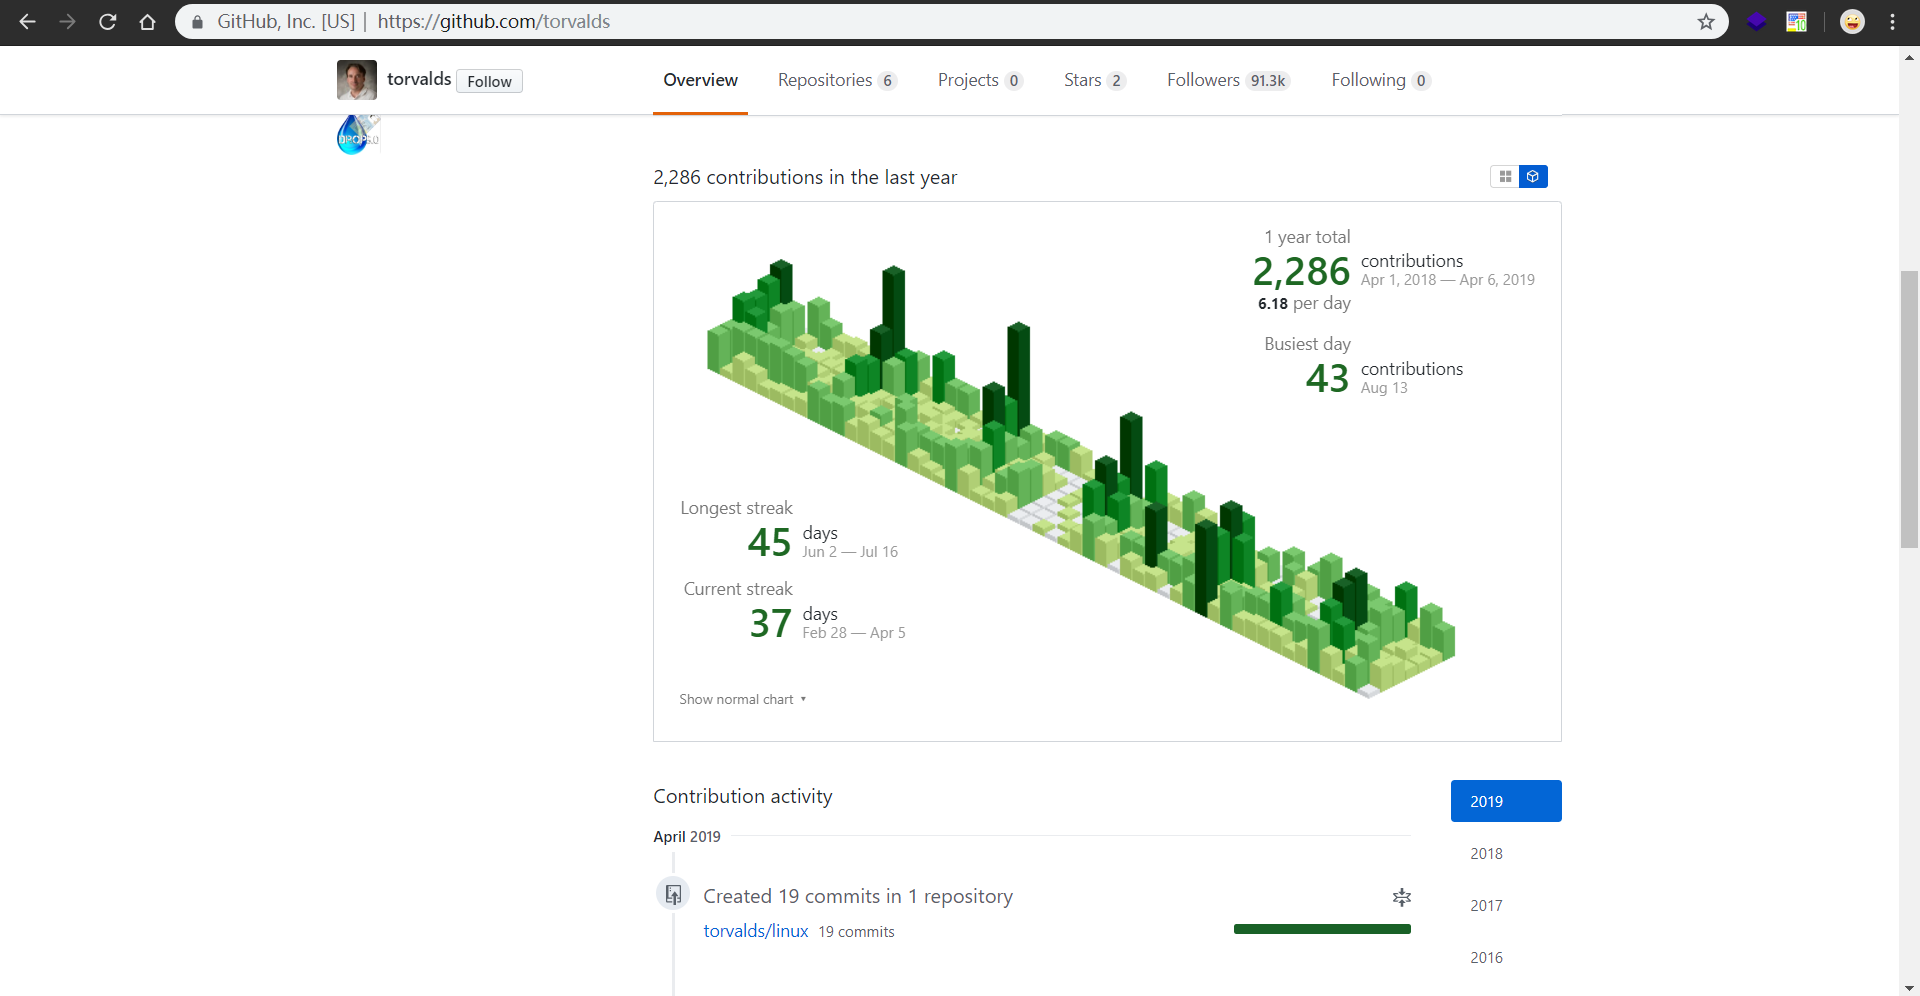 GitHub, Inc. [US] | https://github.com/torvalds
10
torvalds Follow Overview Repositories 6 Projects 0 Stars 2 Followers 91.3k Following 0
2,286 contributions in the last year
1 year total
2,286 contributions
Apr 1, 2018 — Apr 6, 2019
6.18 per day
Busiest day
43 contributions
Aug 13
Longest streak
45 days
Jun 2 — Jul 16
Current streak
37 days
Feb 28 — Apr 5
Show normal chart
Contribution activity
2019
April 2019
2018
Created 19 commits in 1 repository
2017
torvalds/linux 19 commits
2016